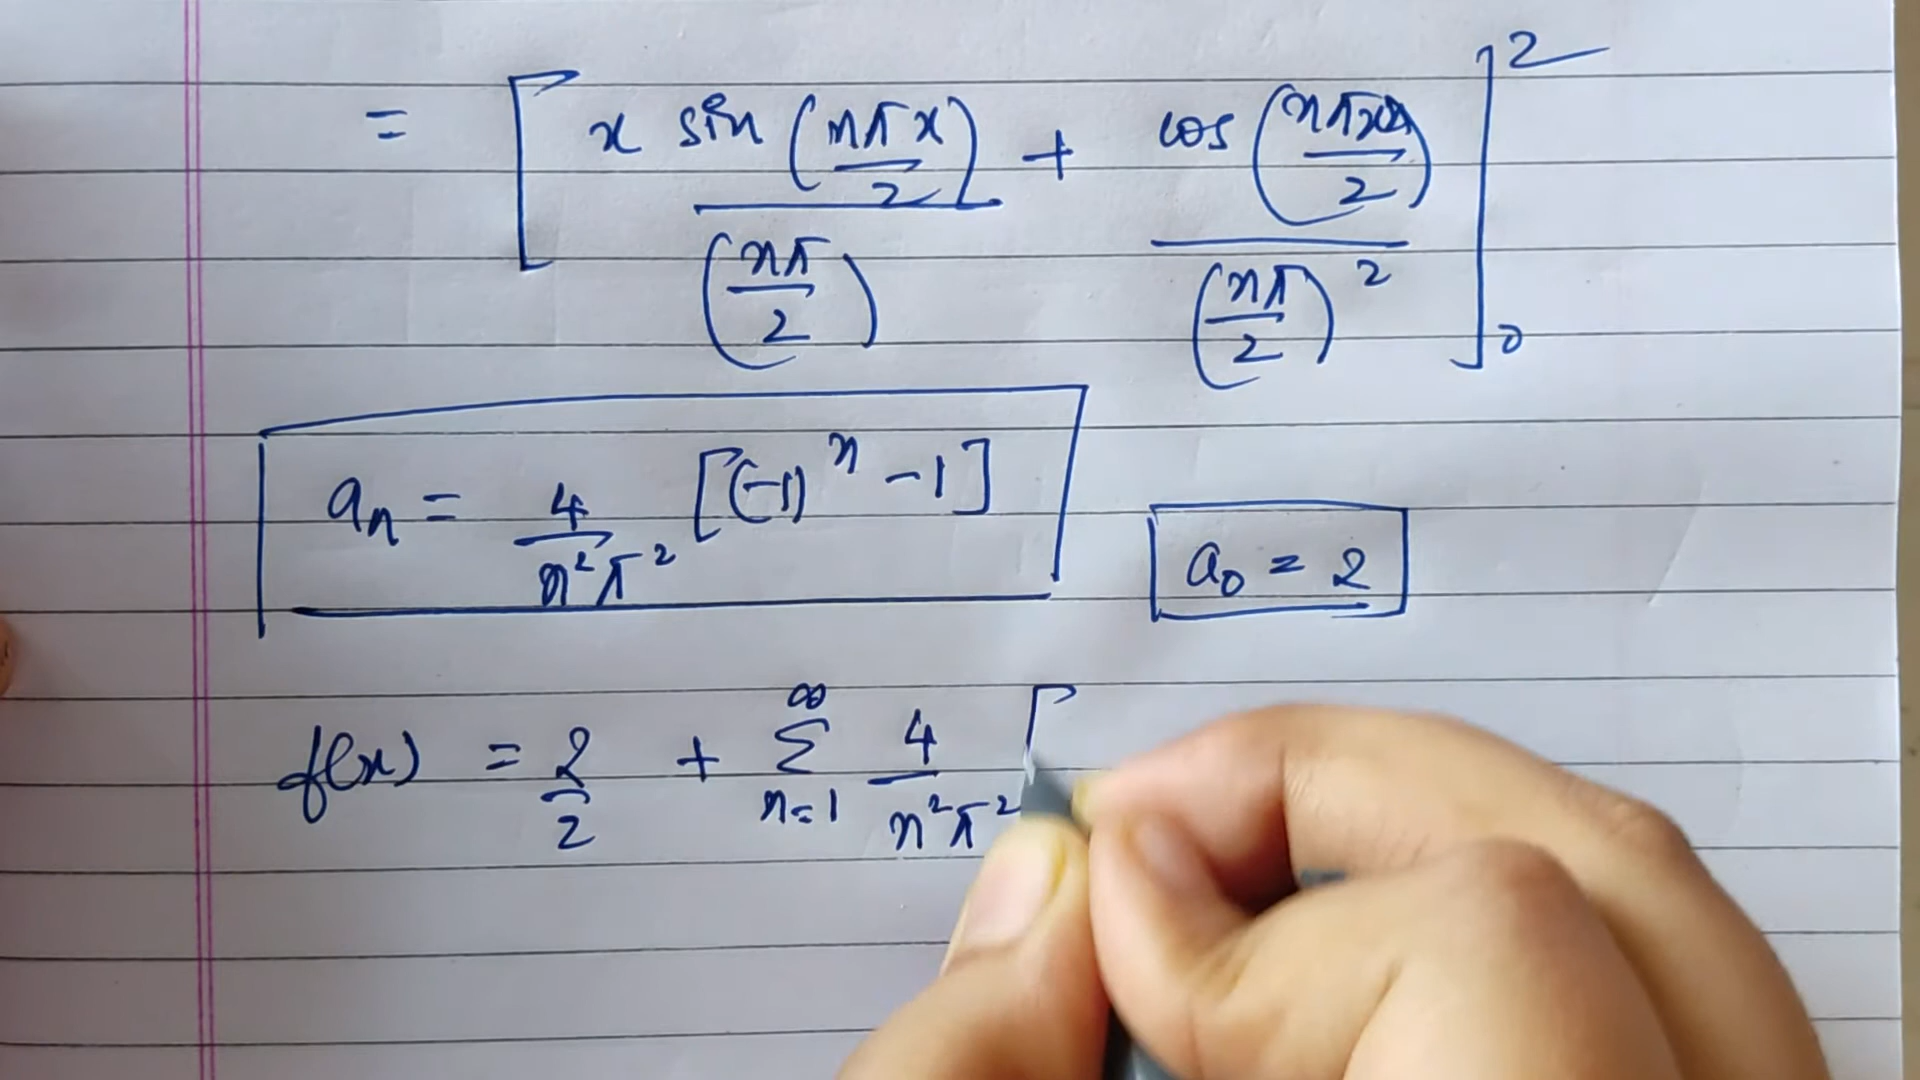 = [ x sin (nπx/2) / (nπ/2) + cos (nπx/2) / (nπ/2)² ]₀²
aₙ = 4/n²π² [(-1)ⁿ - 1]
a₀ = 2
f(x) = 2/2 + ∞Σn=1 4/n²π² [